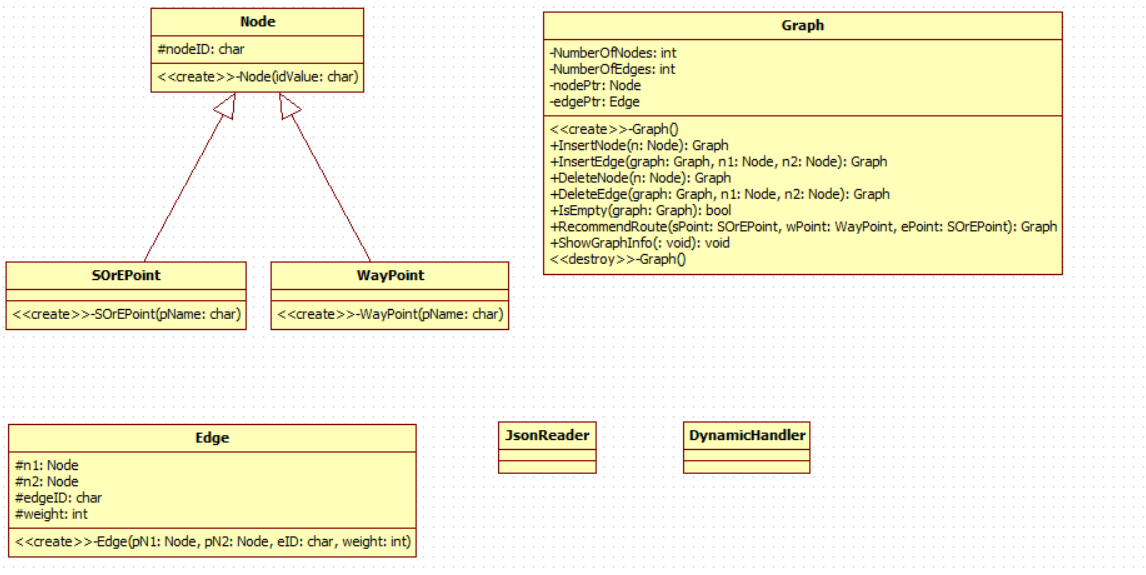 Node
#nodeID: char
<<create>>-Node(idValue: char)
Graph
-NumberOfNodes: int
-NumberOfEdges: int
-nodePtr: Node
-edgePtr: Edge
<<create>>-Graph()
+InsertNode(n: Node): Graph
+InsertEdge(graph: Graph, n1: Node, n2: Node): Graph
+DeleteNode(n: Node): Graph
+DeleteEdge(graph: Graph, n1: Node, n2: Node): Graph
+IsEmpty(graph: Graph): bool
+RecommendRoute(sPoint: SOrEPoint, wPoint: WayPoint, ePoint: SOrEPoint): Graph
+ShowGraphInfo(: void): void
<<destroy>>-Graph()
SOrEPoint
<<create>>-SOrEPoint(pName: char)
WayPoint
<<create>>-WayPoint(pName: char)
Edge
#n1: Node
#n2: Node
#edgeID: char
#weight: int
<<create>>-Edge(pN1: Node, pN2: Node, eID: char, weight: int)
JsonReader
DynamicHandler